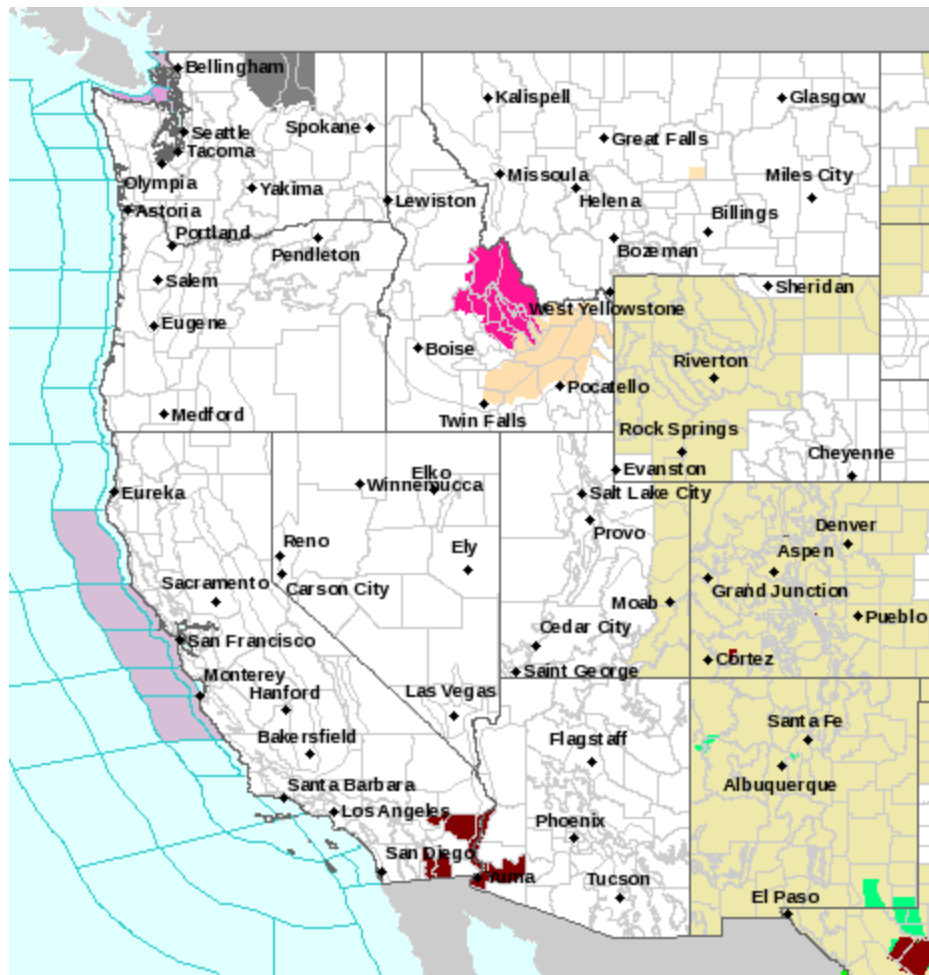 Bellingham
Kalispell
Glasgow
Seattle
Spokane
Great Falls
Tacoma
Olympia
Missoula
Miles City
Yakima
Helena
Lewiston
Astoria
Billings
Portland
Pendleton
Bozeman
Salem
Sheridan
West Yellowstone
Eugene
Boise
Riverton
Pocatello
Medford
Twin Falls
Rock Springs
Cheyenne
Elko
Evanston
Winnemucca
Eureka
Salt Lake City
Denver
Provo
Reno
Ely
Aspen
Sacramento
Carson City
Grand Junction
Moab
Pueblo
Cedar City
San Francisco
Cortez
Saint George
Monterey
Hanford
Las Vegas
Santa Fe
Bakersfield
Flagstaff
Albuquerque
Santa Barbara
Los Angeles
Phoenix
San Diego
Yuma
Tucson
El Paso